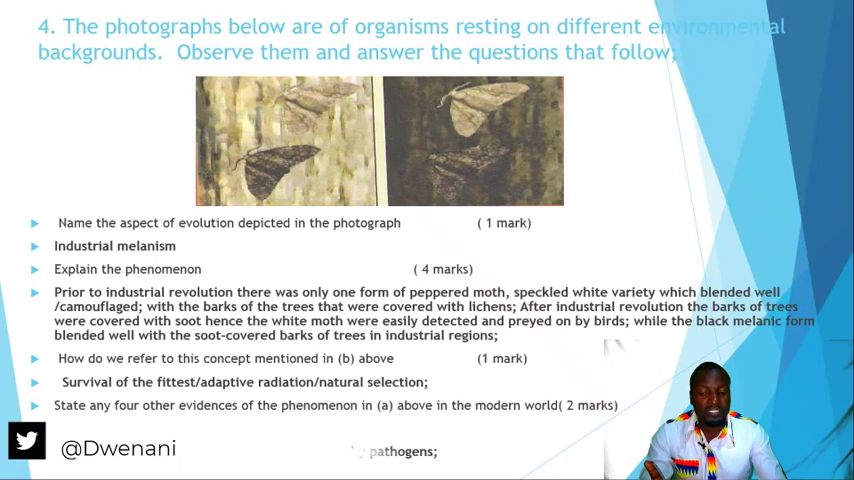 4. The photographs below are of organisms resting on different environmental
backgrounds. Observe them and answer the questions that follow;
Name the aspect of evolution depicted in the photograph ( 1 mark)
Industrial melanism
Explain the phenomenon ( 4 marks)
Prior to industrial revolution there was only one form of peppered moth, speckled white variety which blended well
/camouflaged; with the barks of the trees that were covered with lichens; After industrial revolution the barks of trees
were covered with soot hence the white moth were easily detected and preyed on by birds; while the black melanic form
blended well with the soot-covered barks of trees in industrial regions;
How do we refer to this concept mentioned in (b) above (1 mark)
Survival of the fittest/adaptive radiation/natural selection;
State any four other evidences of the phenomenon in (a) above in the modern world( 2 marks)
@Dwenani
pathogens;